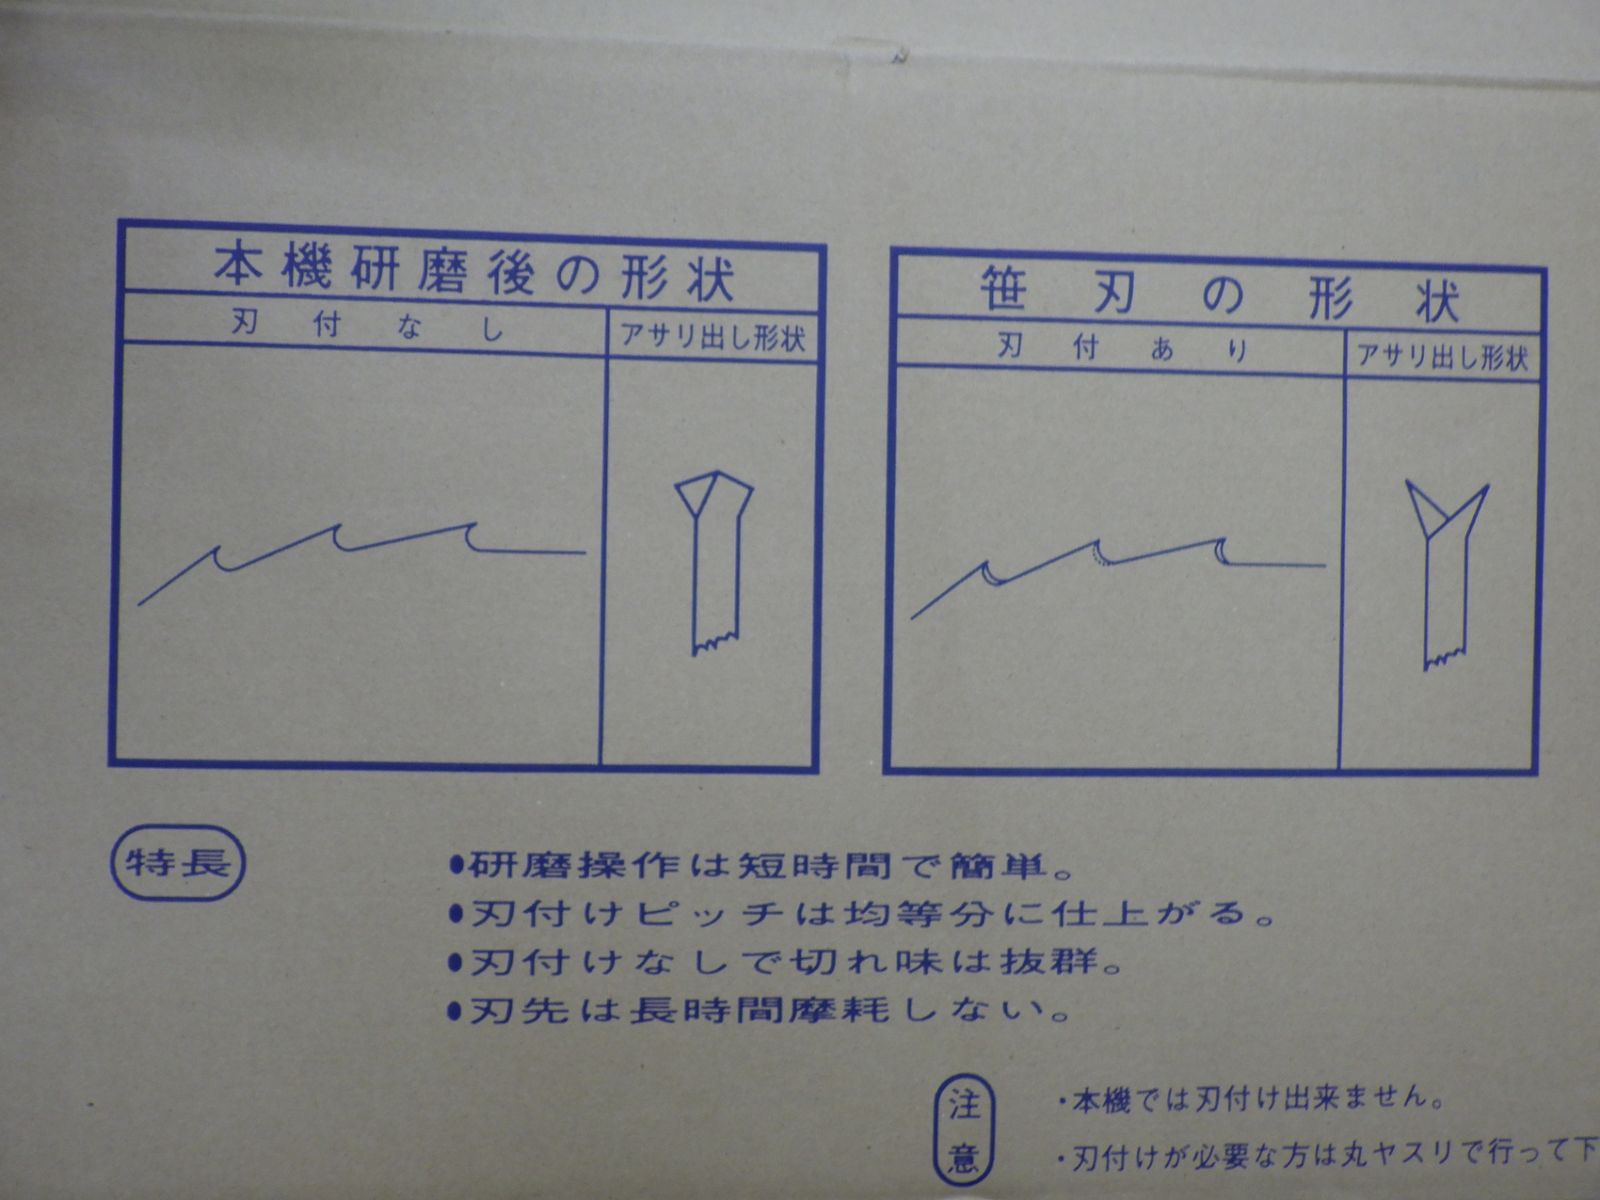 本機研磨後の形状
刃付なし アサリ出し形状
笹刃の形状
刃付あり アサリ出し形状
特長
●研磨操作は短時間で簡単。
●刃付けピッチは均等分に仕上がる。
●刃付けなしで切れ味は抜群。
●刃先は長時間摩耗しない。
注意
・本機では刃付け出来ません。
・刃付けが必要な方は丸ヤスリで行って下